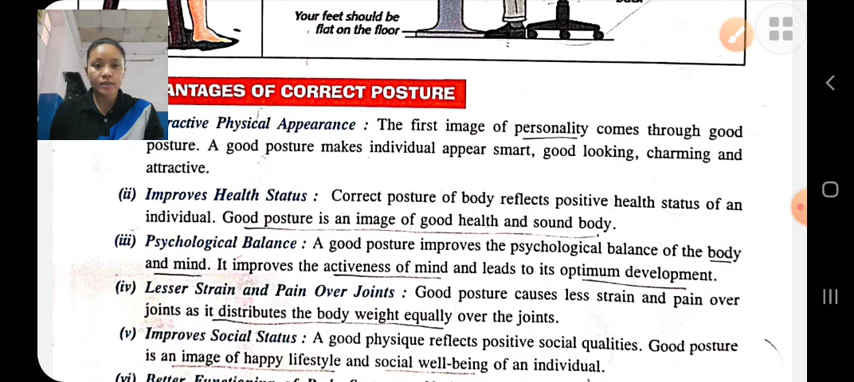 Your feet should be
flat on the floor
ANTAGES OF CORRECT POSTURE
ractive Physical Appearance : The first image of personality comes through good
posture. A good posture makes individual appear smart, good looking, charming and
attractive.
(ii) Improves Health Status : Correct posture of body reflects positive health status of an
individual. Good posture is an image of good health and sound body.
(iii) Psychological Balance : A good posture improves the psychological balance of the body
and mind. It improves the activeness of mind and leads to its optimum development.
(iv) Lesser Strain and Pain Over Joints : Good posture causes less strain and pain over
joints as it distributes the body weight equally over the joints.
(v) Improves Social Status : A good physique reflects positive social qualities. Good posture
is an image of happy lifestyle and social well-being of an individual.
(vi) Better Functioning of